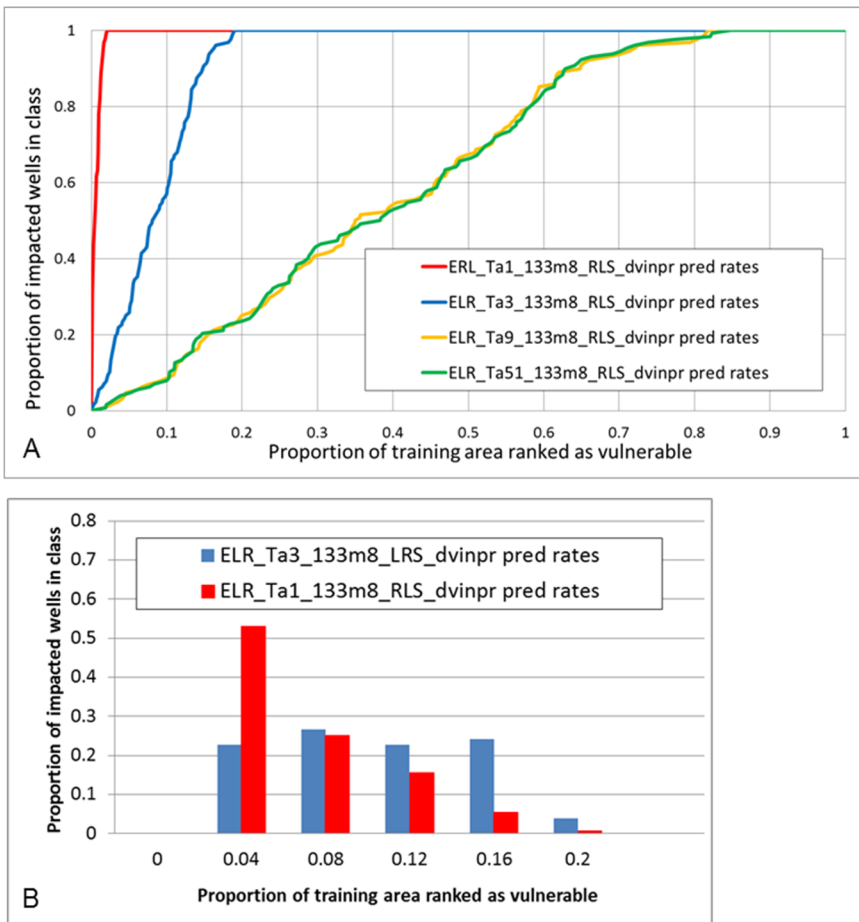 1
0.8
0.6
0.4
0.2
0
Proportion of impacted wells in class
ERL_Ta1_133m8_RLS_dvinpr pred rates
ELR_Ta3_133m8_RLS_dvinpr pred rates
ELR_Ta9_133m8_RLS_dvinpr pred rates
ELR_Ta51_133m8_RLS_dvinpr pred rates
0 0.1 0.2 0.3 0.4 0.5 0.6 0.7 0.8 0.9 1
Proportion of training area ranked as vulnerable
A
0.8
0.7
0.6
0.5
0.4
0.3
0.2
0.1
0
Proportion of impacted wells in class
ELR_Ta3_133m8_LRS_dvinpr pred rates
ELR_Ta1_133m8_RLS_dvinpr pred rates
0 0.04 0.08 0.12 0.16 0.2
Proportion of training area ranked as vulnerable
B